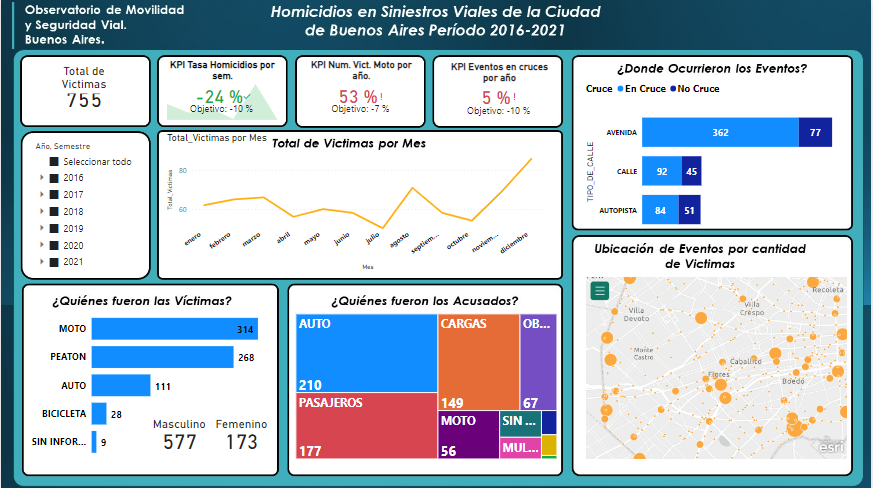 Observatorio de Movilidad
y Seguridad Vial.
Buenos Aires.
Homicidios en Siniestros Viales de la Ciudad
de Buenos Aires Período 2016-2021
Total de
Victimas
755
KPI Tasa Homicidios por
sem.
-24 %
Objetivo: -10 %
KPI Num. Vict. Moto por
año.
53 %!
Objetivo: -7 %
KPI Eventos en cruces
por año
5 %!
Objetivo: -10 %
¿Donde Ocurrieron los Eventos?
Cruce En Cruce No Cruce
TIPO_DE_CALLE
AVENIDA 362 77
CALLE 92 45
AUTOPISTA 84 51
Año, Semestre
Seleccionar todo
2016
2017
2018
2019
2020
2021
Total_Victimas por Mes
Total de Victimas por Mes
Total_Victimas
80
60
enero
febrero
marzo
abril
mayo
junio
julio
agosto
septiem...
octubre
noviem...
diciembre
Mes
Ubicación de Eventos por cantidad
de Victimas
Recoleta
Villa
Devoto
Villa
Crespo
Monte
Castro
Caballito
Flores
Boedo
esri
¿Quiénes fueron las Víctimas?
MOTO 314
PEATON 268
AUTO 111
BICICLETA 28
SIN INFOR... 9
Masculino
577
Femenino
173
¿Quiénes fueron los Acusados?
AUTO
210
PASAJEROS
177
CARGAS
149
OB...
67
MOTO
56
SIN ...
MUL...